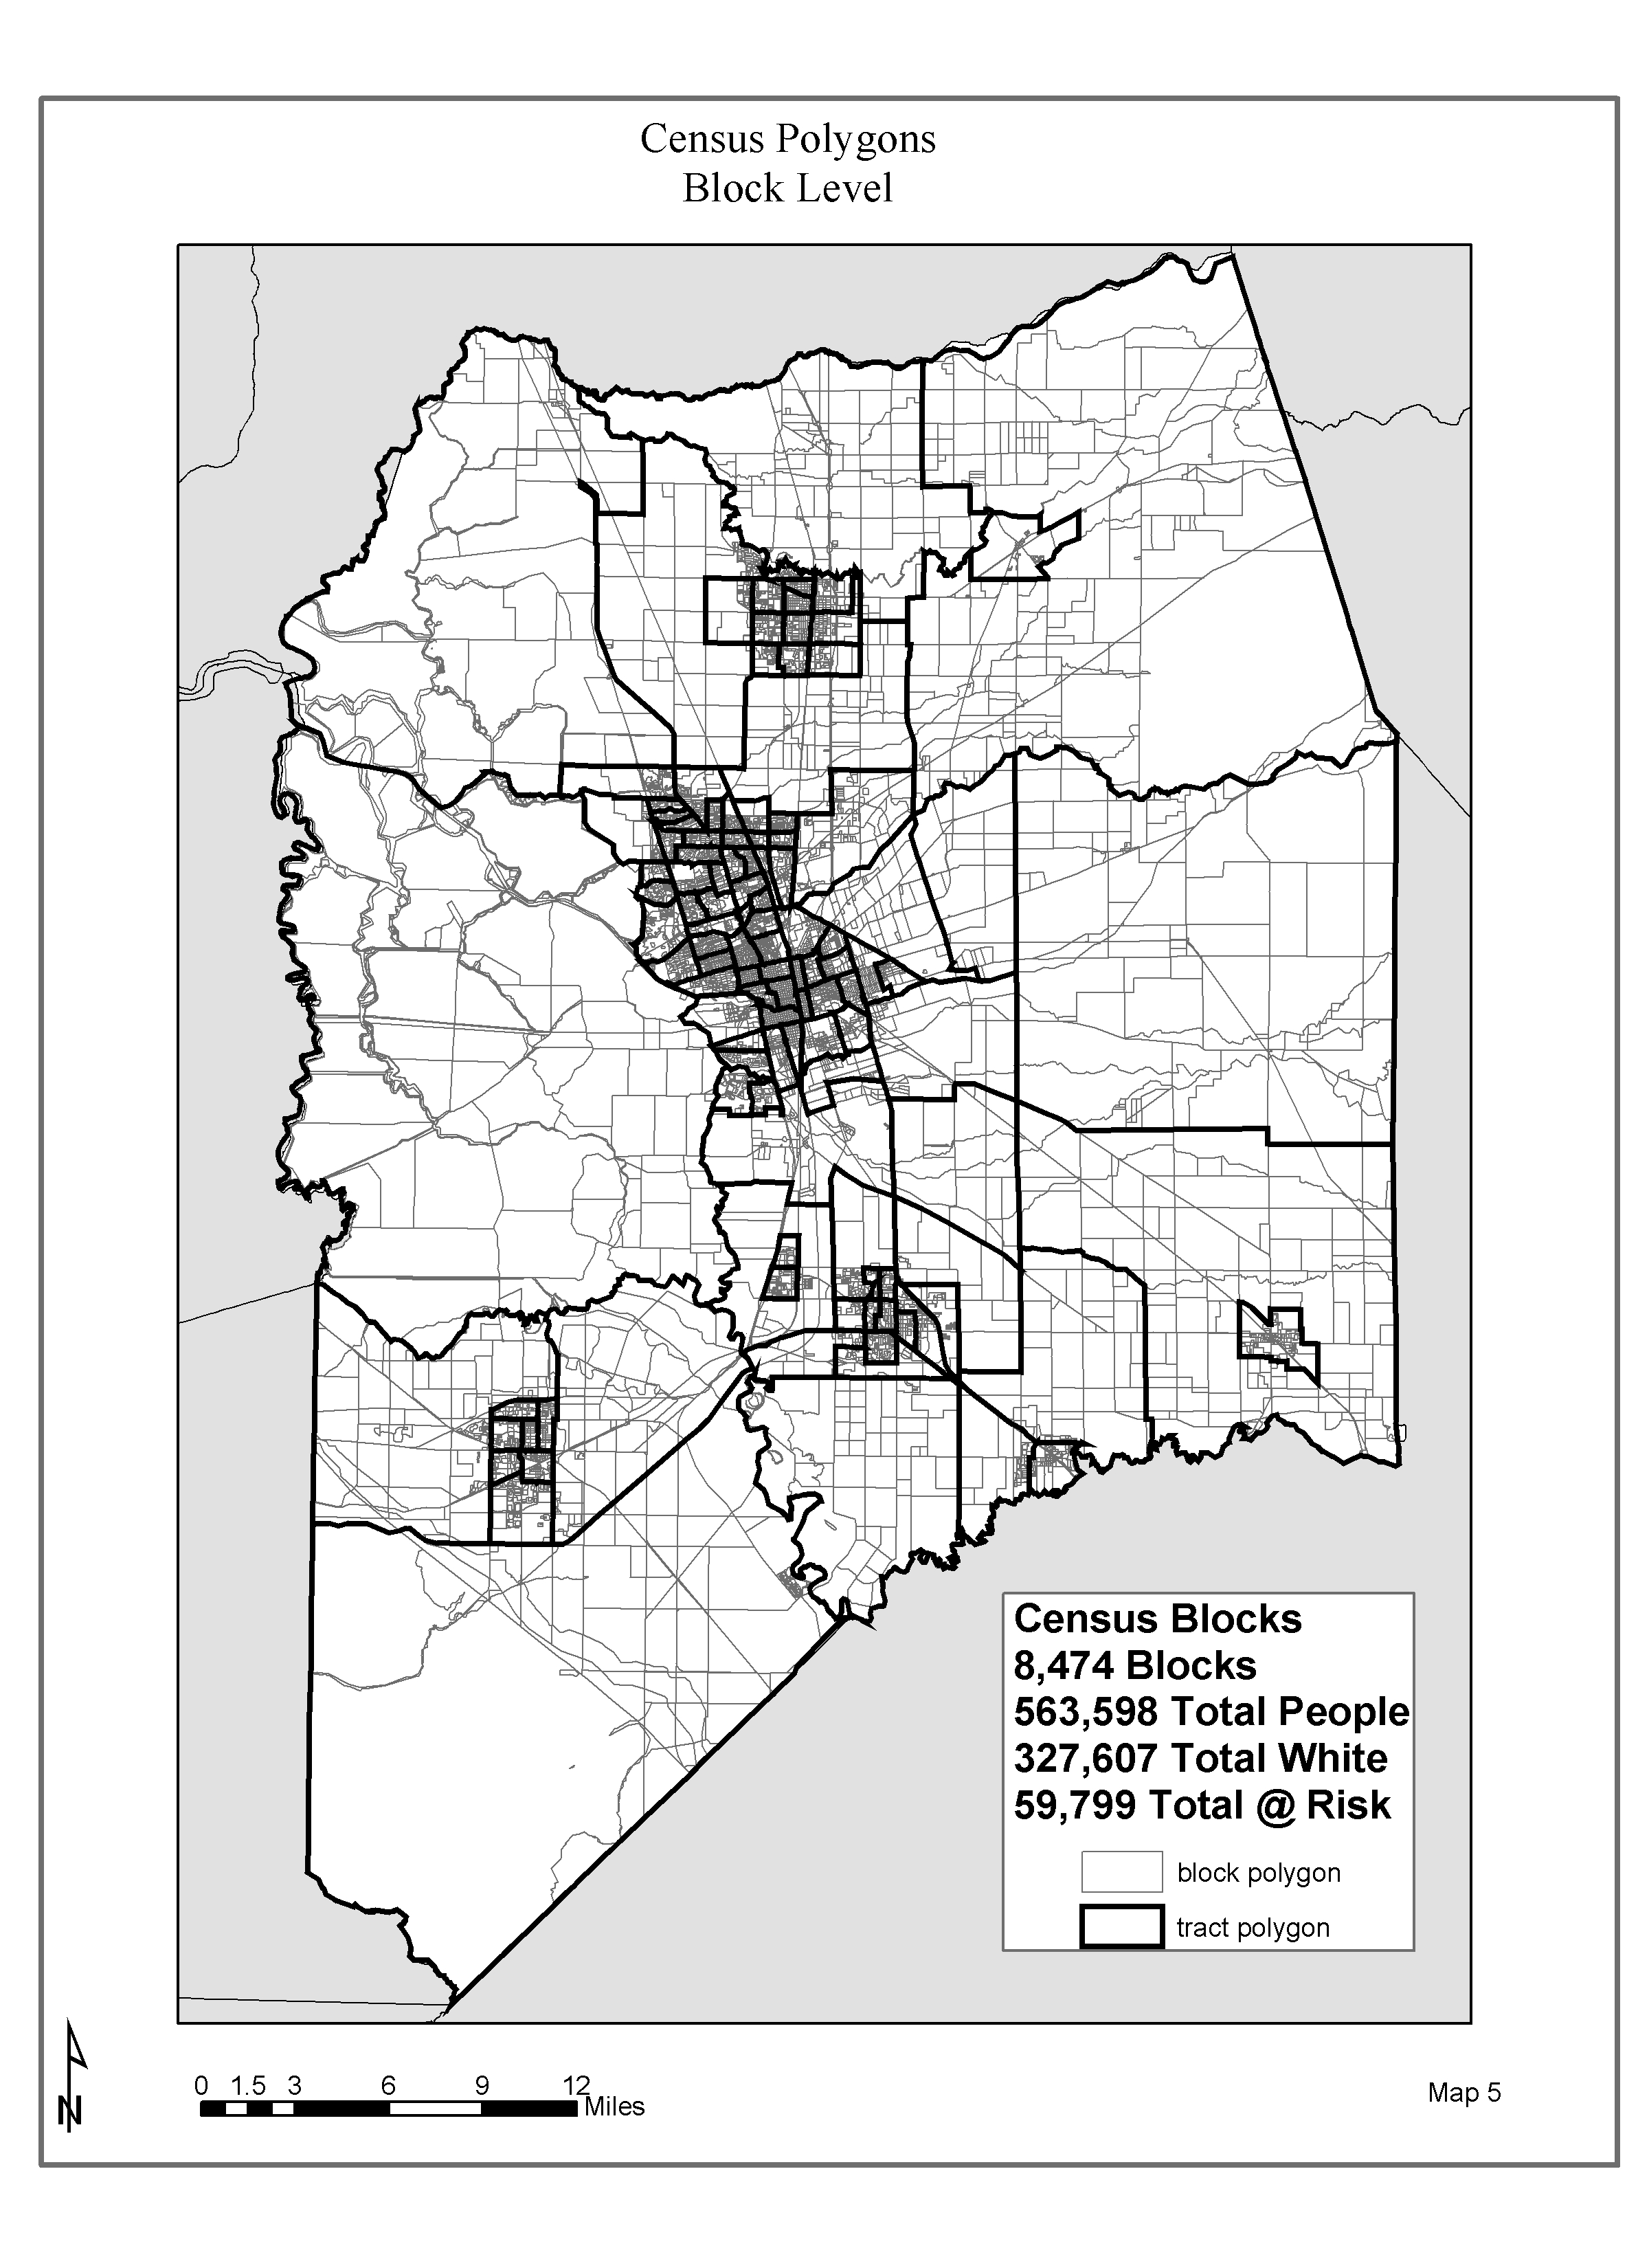 Census Polygons
Block Level
Census Blocks
8,474 Blocks
563,598 Total People
327,607 Total White
59,799 Total @ Risk
block polygon
tract polygon
N
0 1.5 3 6 9 12
Miles
Map 5